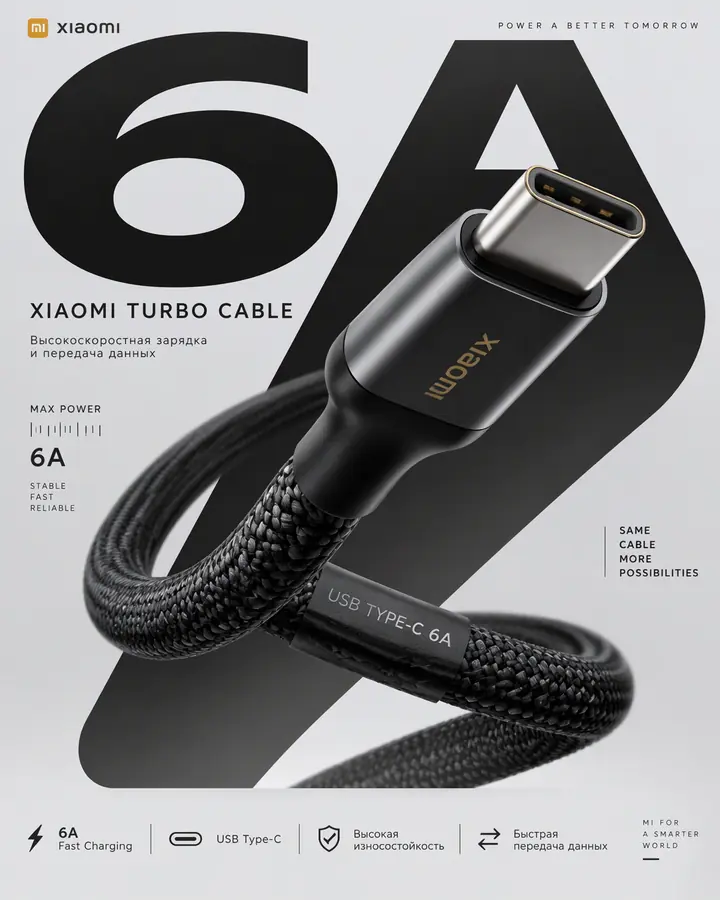 mi xiaomi
POWER A BETTER TOMORROW
6A
XIAOMI TURBO CABLE
Высокоскоростная зарядка
и передача данных
MAX POWER
6A
STABLE
FAST
RELIABLE
xiaomi
SAME
CABLE
MORE
POSSIBILITIES
USB TYPE-C 6A
6A
Fast Charging
USB Type-C
Высокая
износостойкость
Быстрая
передача данных
MI FOR
A SMARTER
WORLD